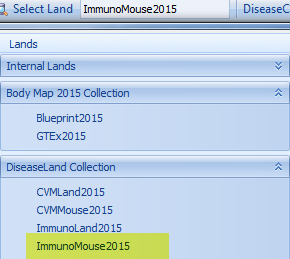 Select Land ImmunoMouse2015 DiseaseC
Lands
Internal Lands
Body Map 2015 Collection
Blueprint2015
GTEx2015
DiseaseLand Collection
CVMLand2015
CVMMouse2015
ImmunoLand2015
ImmunoMouse2015